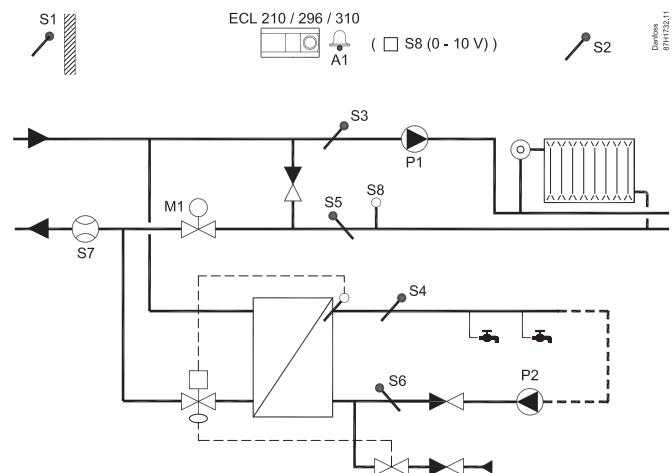 S1
ECL 210 / 296 / 310
A1
( S8 (0 - 10 V) )
S2
Danfoss
87H1732.11
S3
P1
M1
S5
S8
S7
S4
S6
P2